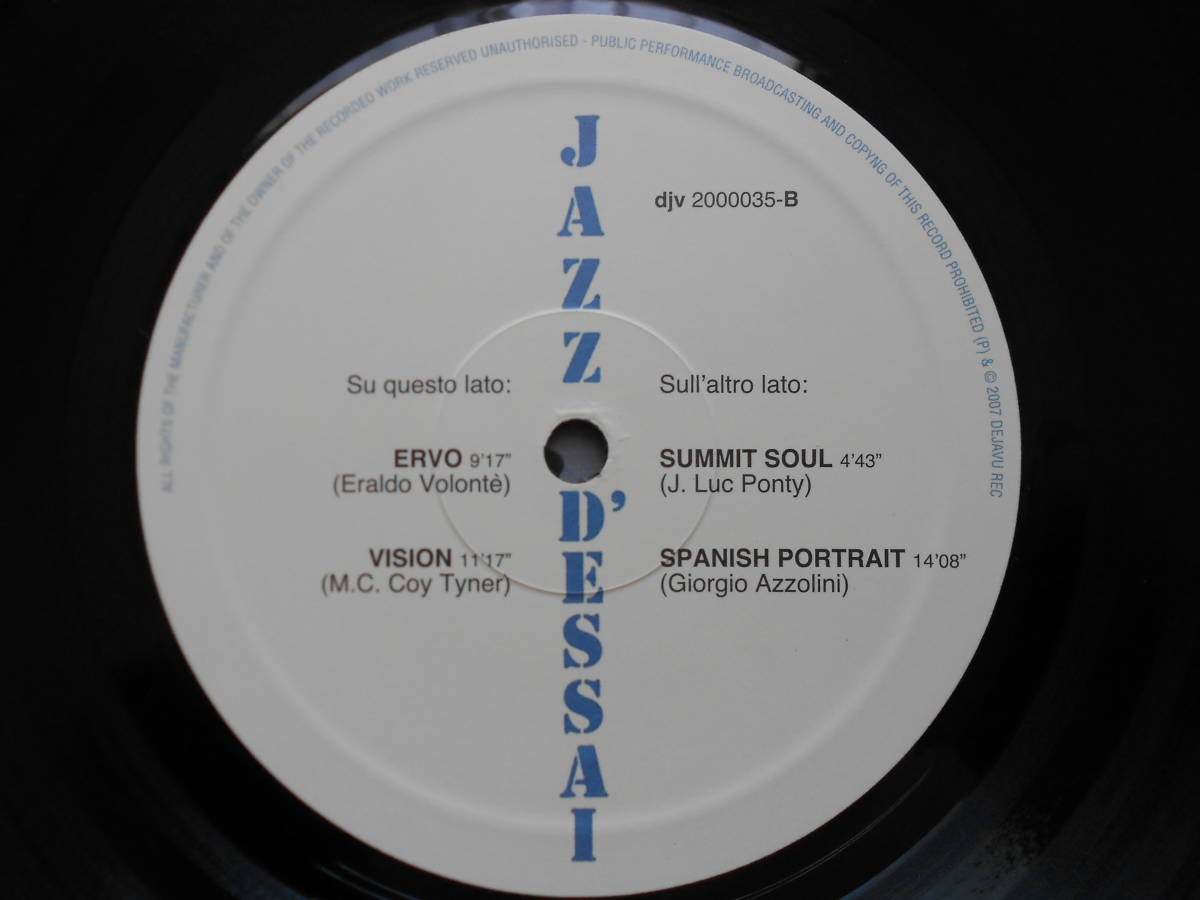 ALL RIGHTS OF THE MANUFACTURER AND OF THE OWNER OF THE RECORDED WORK RESERVED UNAUTHORISED - PUBLIC PERFORMANCE BROADCASTING AND COPYNG OF THIS RECORD PROHIBITED (P) & © 2007 DEJAVU REC
JAZZ D'ESSAI
djv 2000035-B
Su questo lato:
ERVO 9'17"
(Eraldo Volontè)
VISION 11'17"
(M.C. Coy Tyner)
Sull'altro lato:
SUMMIT SOUL 4'43"
(J. Luc Ponty)
SPANISH PORTRAIT 14'08"
(Giorgio Azzolini)